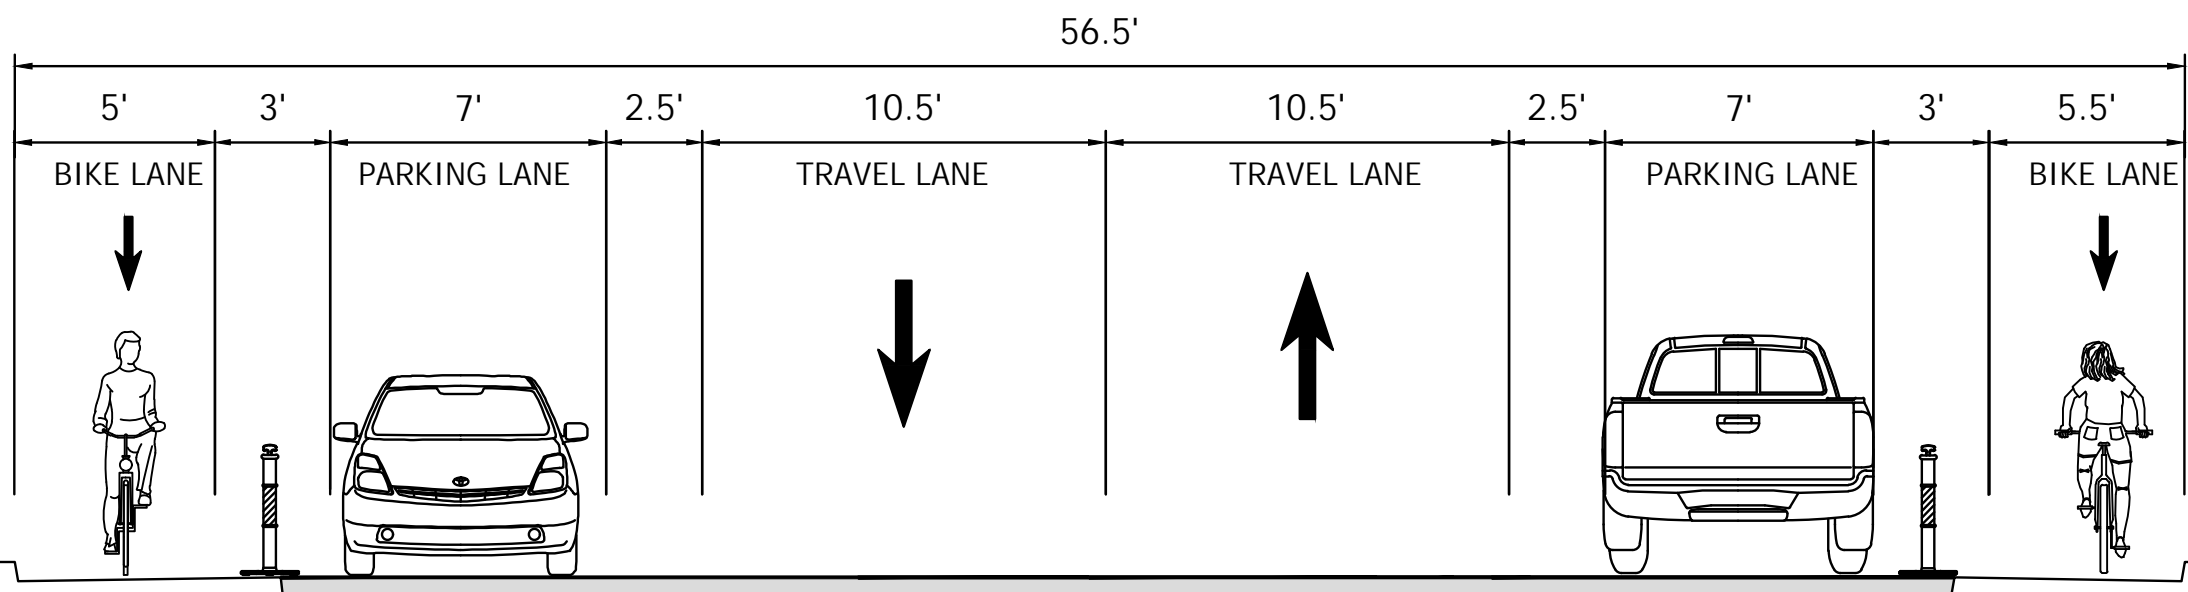 56.5'
5' 3' 7' 2.5' 10.5' 10.5' 2.5' 7' 3' 5.5'
BIKE LANE PARKING LANE TRAVEL LANE TRAVEL LANE PARKING LANE BIKE LANE